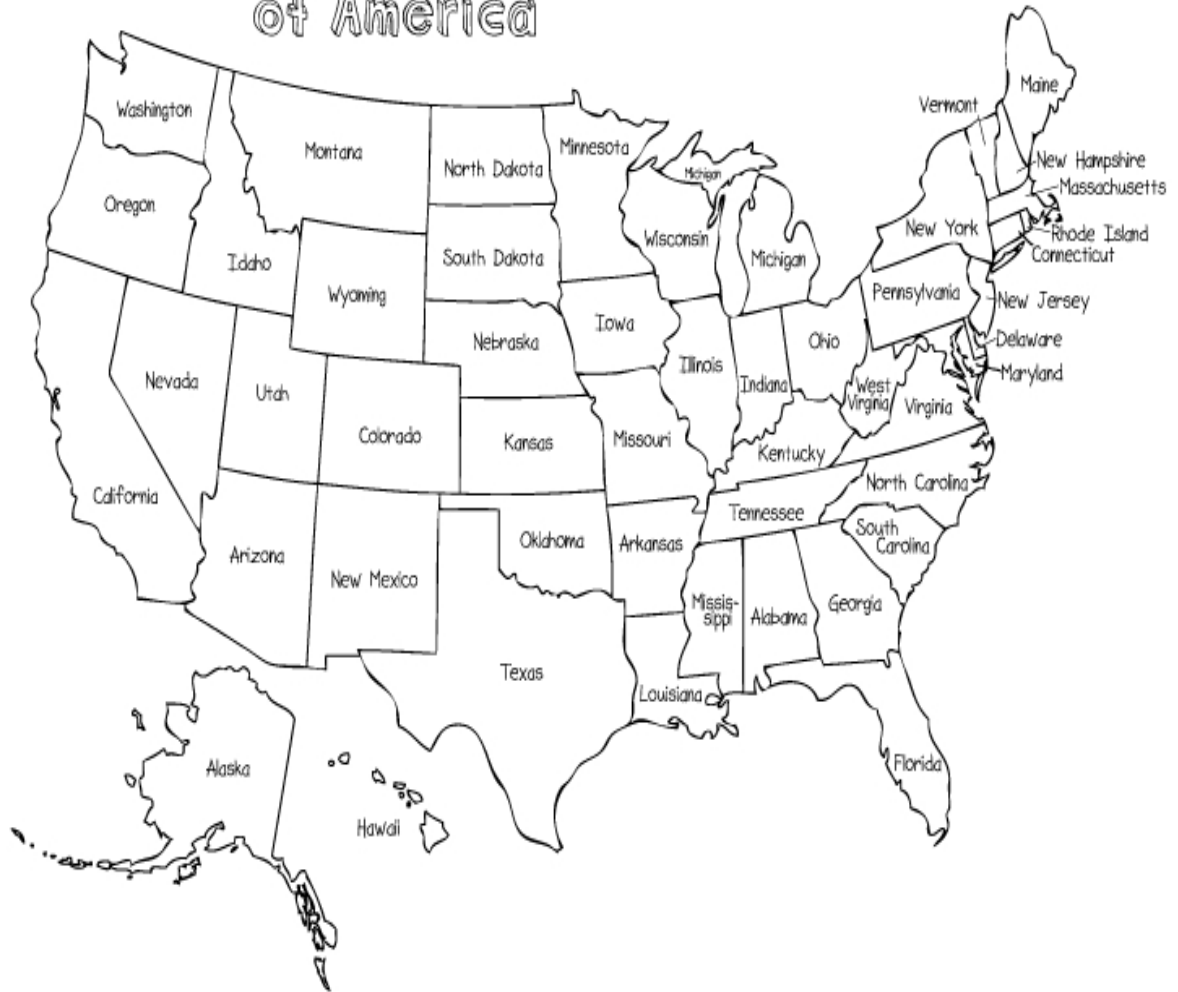 of America
Maine
Vermont
Washington
Montana
North Dakota
Minnesota
Michigan
New Hampshire
Massachusetts
Oregon
New York
Rhode Island
Wisconsin
Connecticut
Idaho
South Dakota
Michigan
Wyoming
Pennsylvania
New Jersey
Iowa
Nebraska
Ohio
Delaware
Illinois
Maryland
Nevada
Utah
Indiana
West
Virginia
Virginia
Colorado
Kansas
Missouri
Kentucky
California
North Carolina
Tennessee
South
Carolina
Arizona
Oklahoma
Arkansas
New Mexico
Missis-
sippi
Alabama
Georgia
Texas
Louisiana
Alaska
Florida
Hawaii